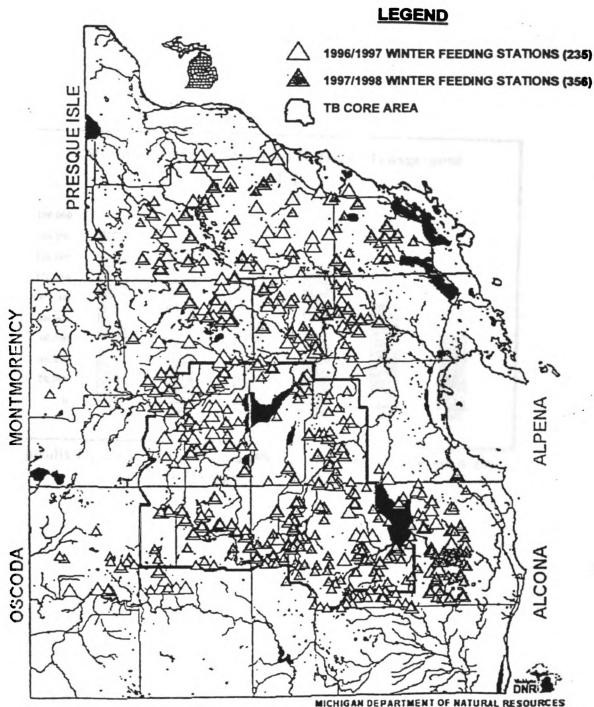 LEGEND
1996/1997 WINTER FEEDING STATIONS (235)
1997/1998 WINTER FEEDING STATIONS (356)
TB CORE AREA
PRESQUE ISLE
MONTMORENCY
ALPENA
OSCODA
ALCONA
DNR
MICHIGAN DEPARTMENT OF NATURAL RESOURCES